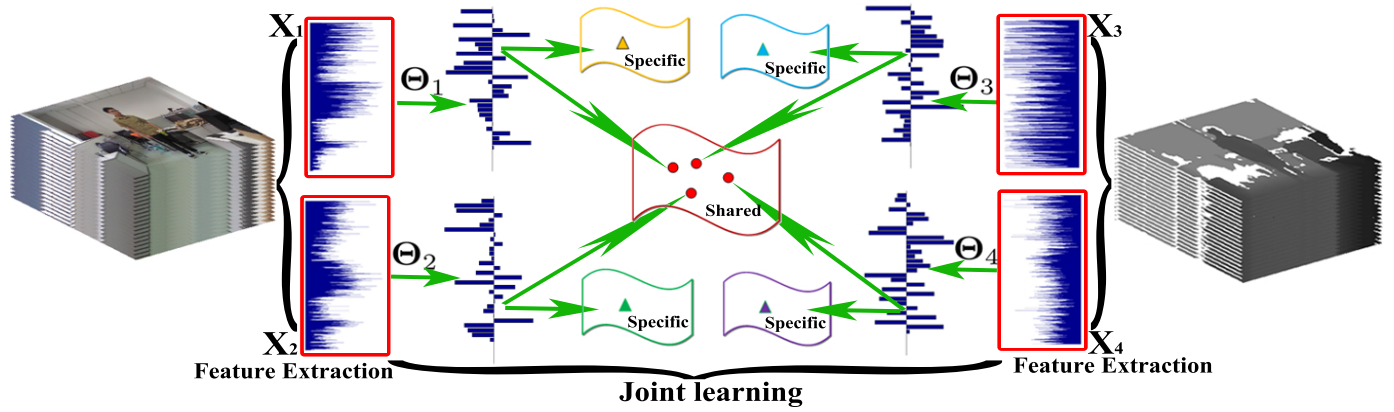 X1
X3
Θ1
Θ3
Specific
Specific
Shared
X2
X4
Θ2
Θ4
Specific
Specific
Feature Extraction
Feature Extraction
Joint learning